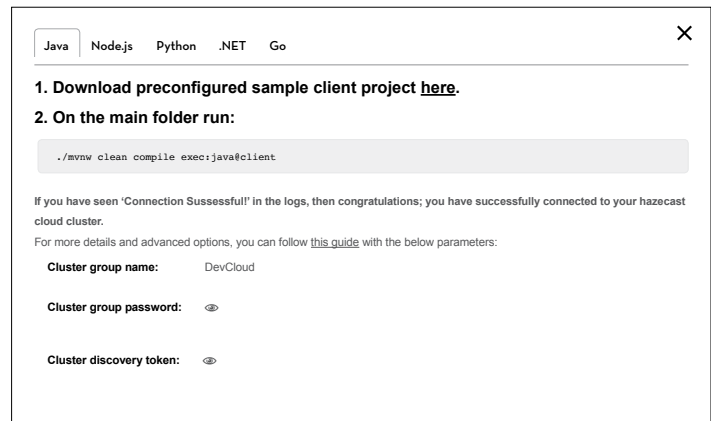 Java Node.js Python .NET Go
1. Download preconfigured sample client project here.
2. On the main folder run:
./mvnw clean compile exec:java@client
If you have seen ‘Connection Sussessful!’ in the logs, then congratulations; you have successfully connected to your hazecast
cloud cluster.
For more details and advanced options, you can follow this guide with the below parameters:
Cluster group name: DevCloud
Cluster group password:
Cluster discovery token: